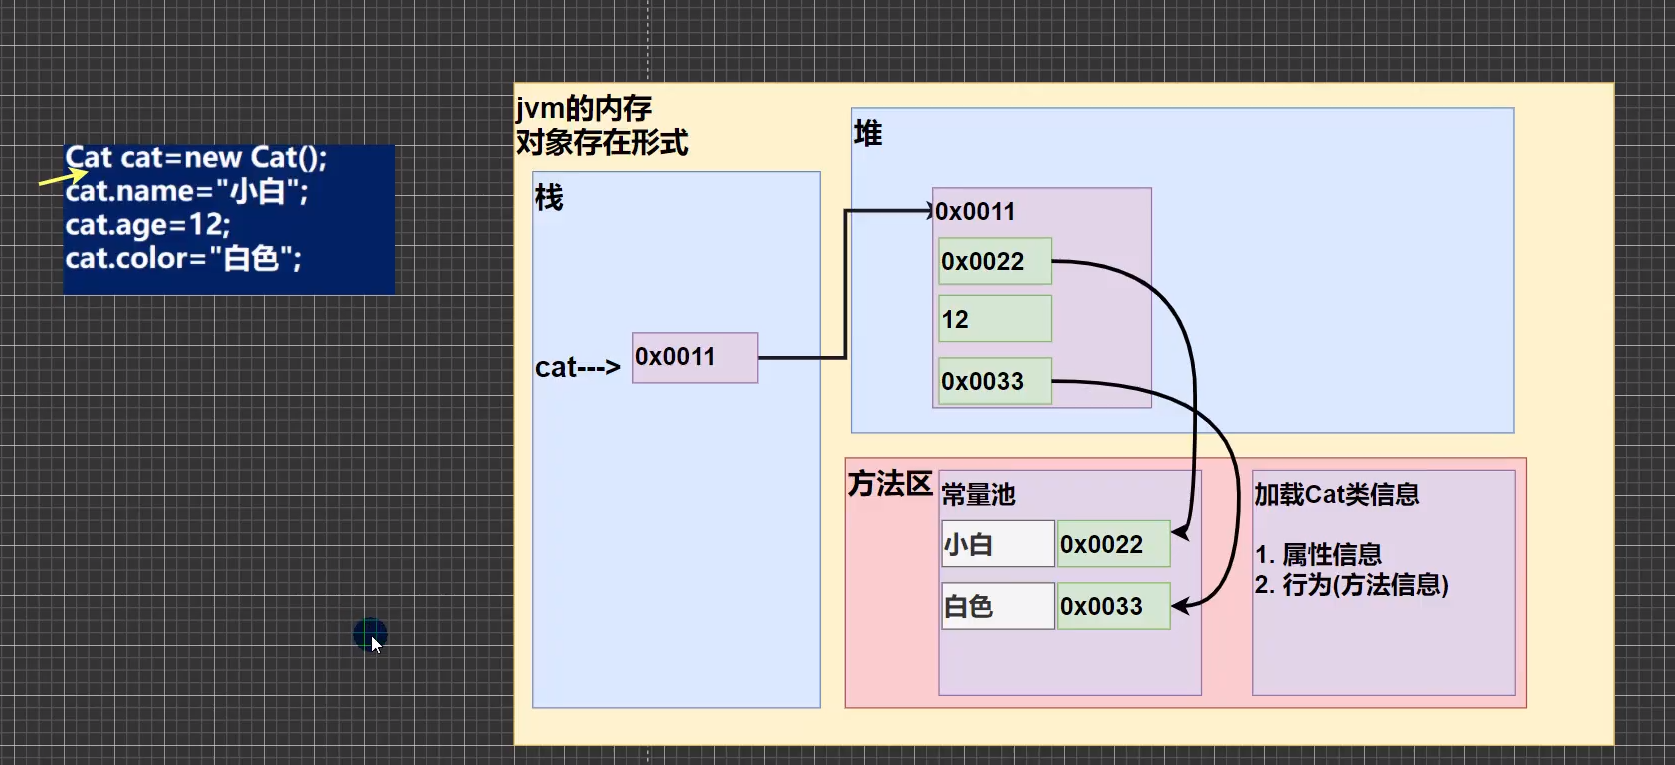 Cat cat=new Cat();
cat.name="小白";
cat.age=12;
cat.color="白色";
jvm的内存
对象存在形式
栈
cat--->
0x0011
堆
0x0011
0x0022
12
0x0033
方法区
常量池
小白 0x0022
白色 0x0033
加载Cat类信息
1. 属性信息
2. 行为(方法信息)